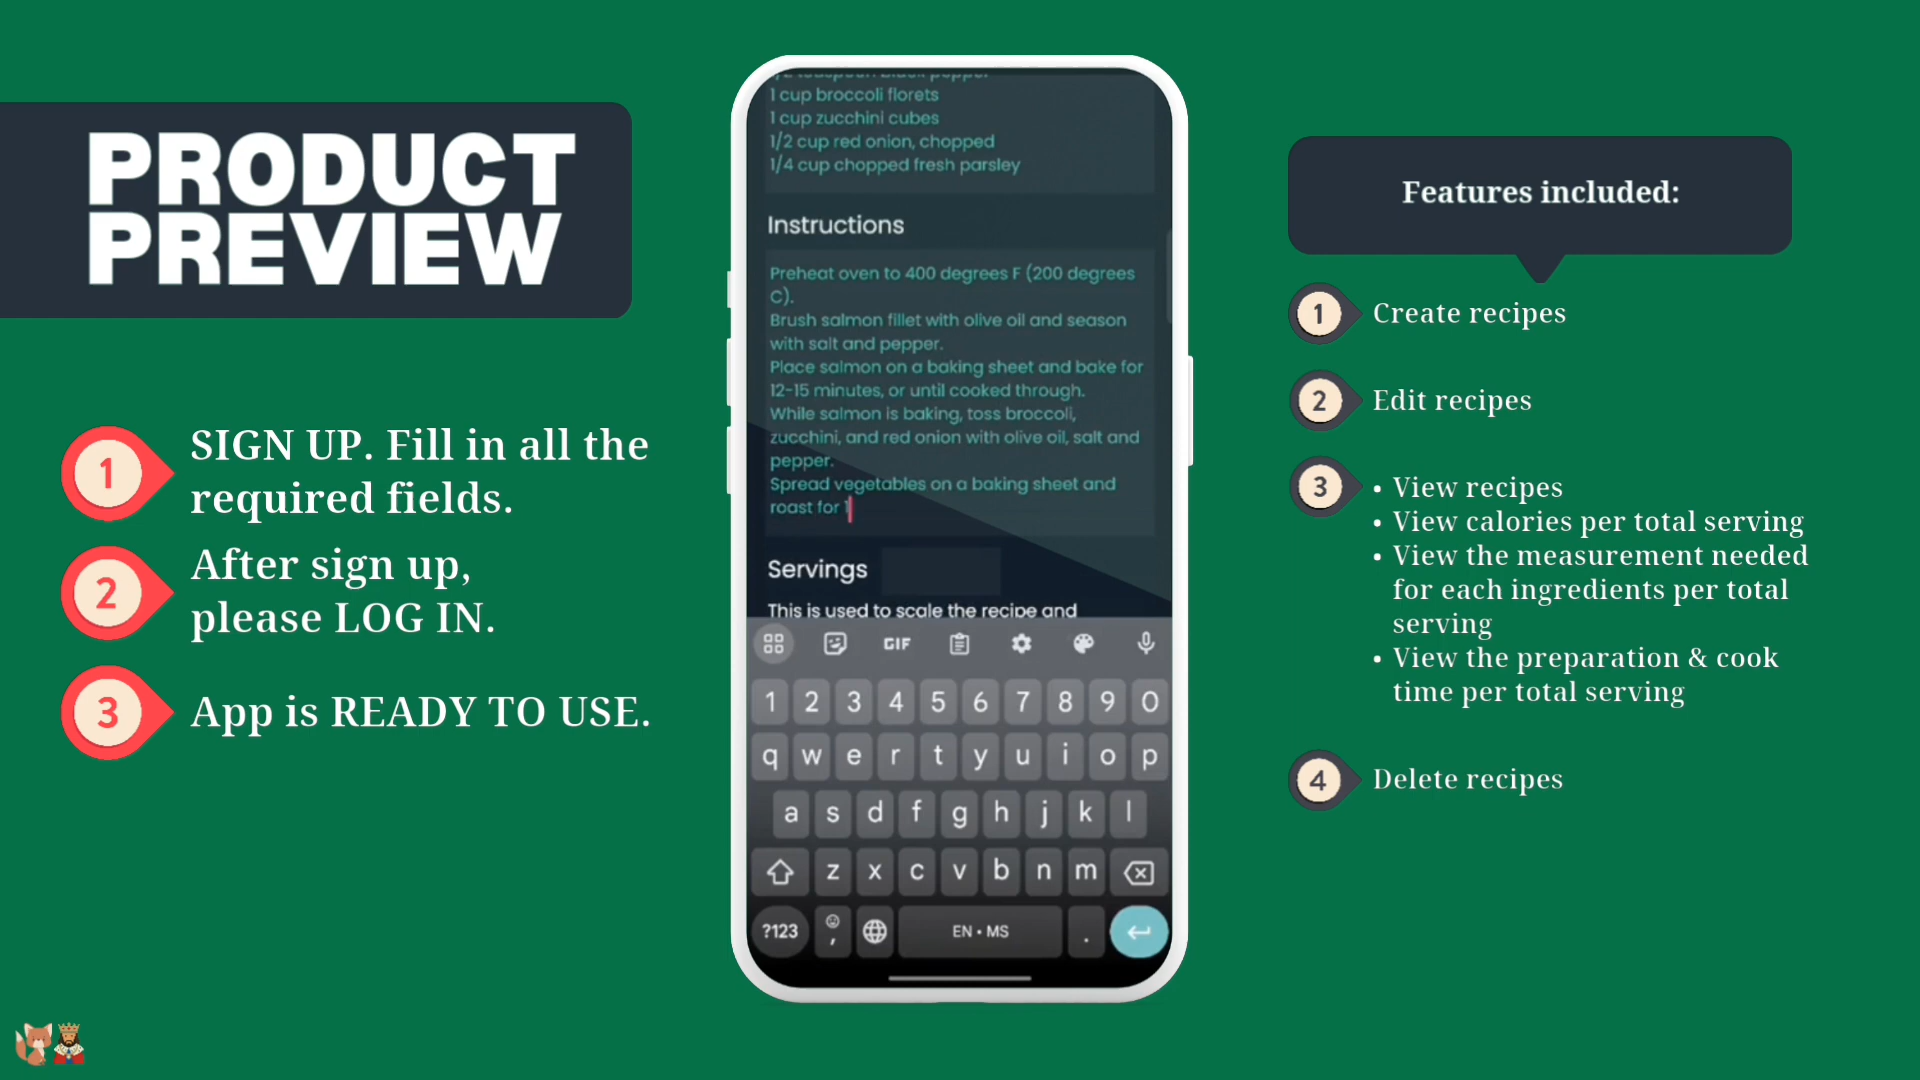 PRODUCT
PREVIEW
1
SIGN UP. Fill in all the
required fields.
2
After sign up,
please LOG IN.
3
App is READY TO USE.
1/2 teaspoon black pepper
1 cup broccoli florets
1 cup zucchini cubes
1/2 cup red onion, chopped
1/4 cup chopped fresh parsley
Instructions
Preheat oven to 400 degrees F (200 degrees
C).
Brush salmon fillet with olive oil and season
with salt and pepper.
Place salmon on a baking sheet and bake for
12-15 minutes, or until cooked through.
While salmon is baking, toss broccoli,
zucchini, and red onion with olive oil, salt and
pepper.
Spread vegetables on a baking sheet and
roast for 1
Servings
This is used to scale the recipe and
GIF
1 2 3 4 5 6 7 8 9 0
q w e r t y u i o p
a s d f g h j k l
z x c v b n m
?123 , EN • MS .
Features included:
1
Create recipes
2
Edit recipes
3
• View recipes
• View calories per total serving
• View the measurement needed
for each ingredients per total
serving
• View the preparation & cook
time per total serving
4
Delete recipes